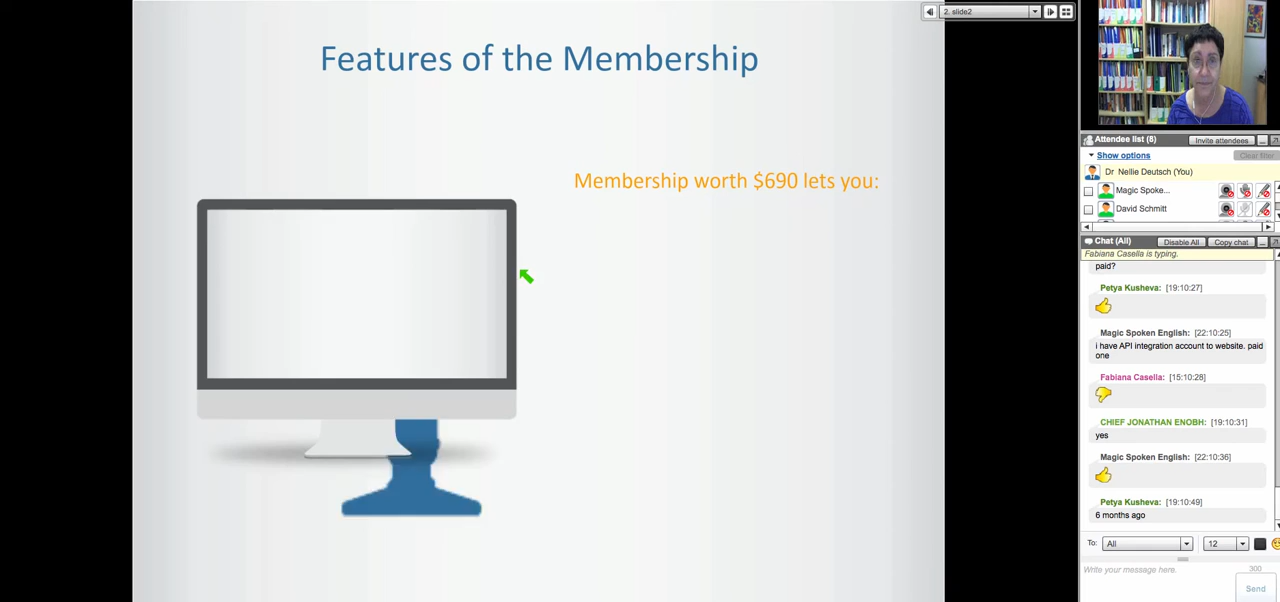 2. slide2
Features of the Membership
Membership worth $690 lets you:
Attendee list (8)
Invite attendees
Show options
Clear filter
Dr Nellie Deutsch (You)
Magic Spoke...
David Schmitt
Chat (All)
Disable All
Copy chat
Fabiana Casella is typing.
paid?
Petya Kusheva: [19:10:27]
Magic Spoken English: [22:10:25]
i have API integration account to website. paid
one
Fabiana Casella: [15:10:28]
CHIEF JONATHAN ENOBH: [19:10:31]
yes
Magic Spoken English: [22:10:36]
Petya Kusheva: [19:10:49]
6 months ago
To: All 12
Write your message here. 300
Send